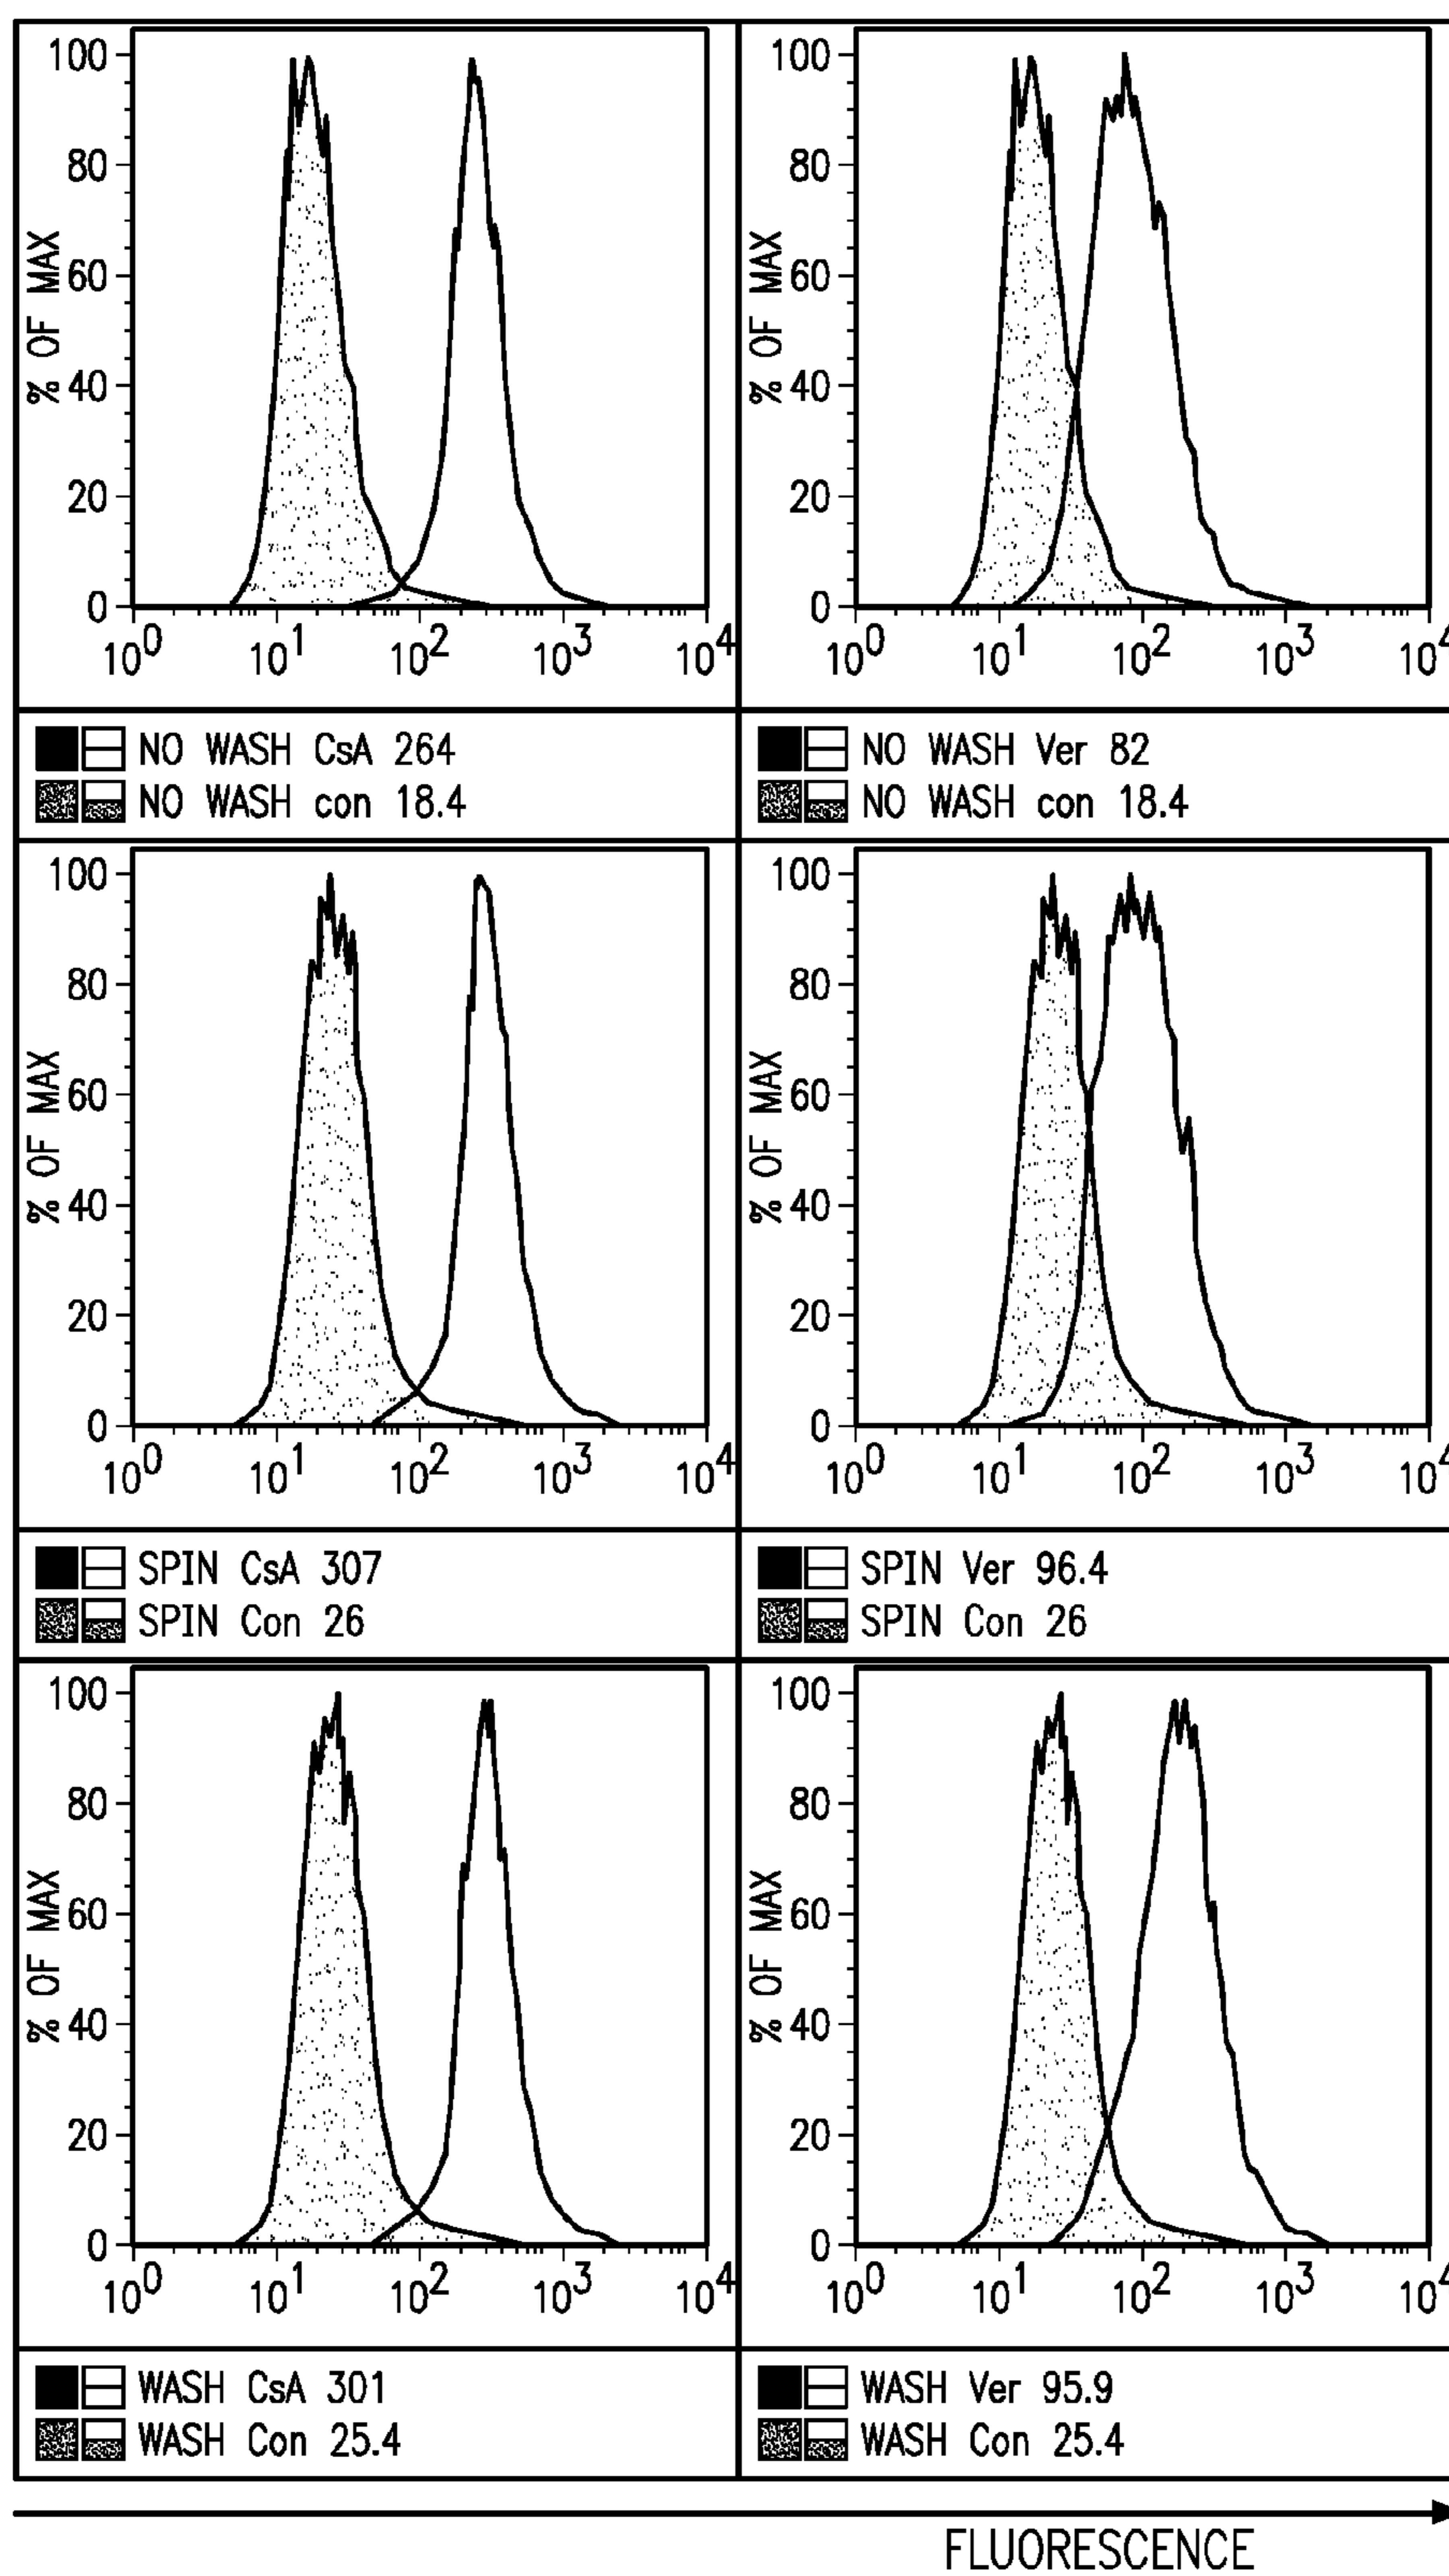 100
80
60
40
20
0
% OF MAX
10^0 10^1 10^2 10^3 10^4
NO WASH CsA 264
NO WASH con 18.4
100
80
60
40
20
0
% OF MAX
10^0 10^1 10^2 10^3 10^4
NO WASH Ver 82
NO WASH con 18.4
100
80
60
40
20
0
% OF MAX
10^0 10^1 10^2 10^3 10^4
SPIN CsA 307
SPIN Con 26
100
80
60
40
20
0
% OF MAX
10^0 10^1 10^2 10^3 10^4
SPIN Ver 96.4
SPIN Con 26
100
80
60
40
20
0
% OF MAX
10^0 10^1 10^2 10^3 10^4
WASH CsA 301
WASH Con 25.4
100
80
60
40
20
0
% OF MAX
10^0 10^1 10^2 10^3 10^4
WASH Ver 95.9
WASH Con 25.4
FLUORESCENCE